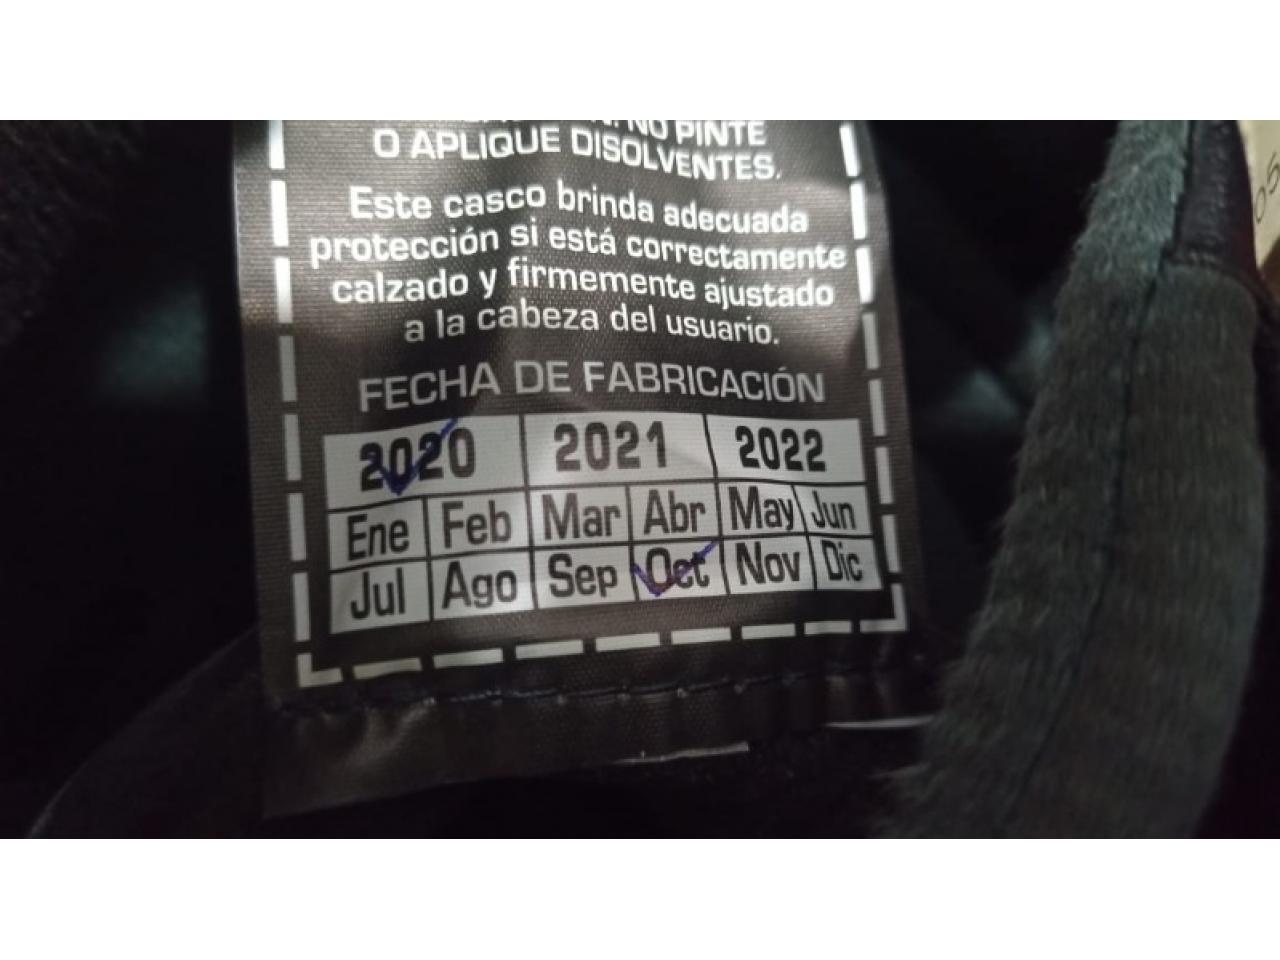 NO PINTE
O APLIQUE DISOLVENTES.
Este casco brinda adecuada
protección si está correctamente
calzado y firmemente ajustado
a la cabeza del usuario.
FECHA DE FABRICACIÓN
2020 2021 2022
Ene Feb Mar Abr May Jun
Jul Ago Sep Oct Nov Dic